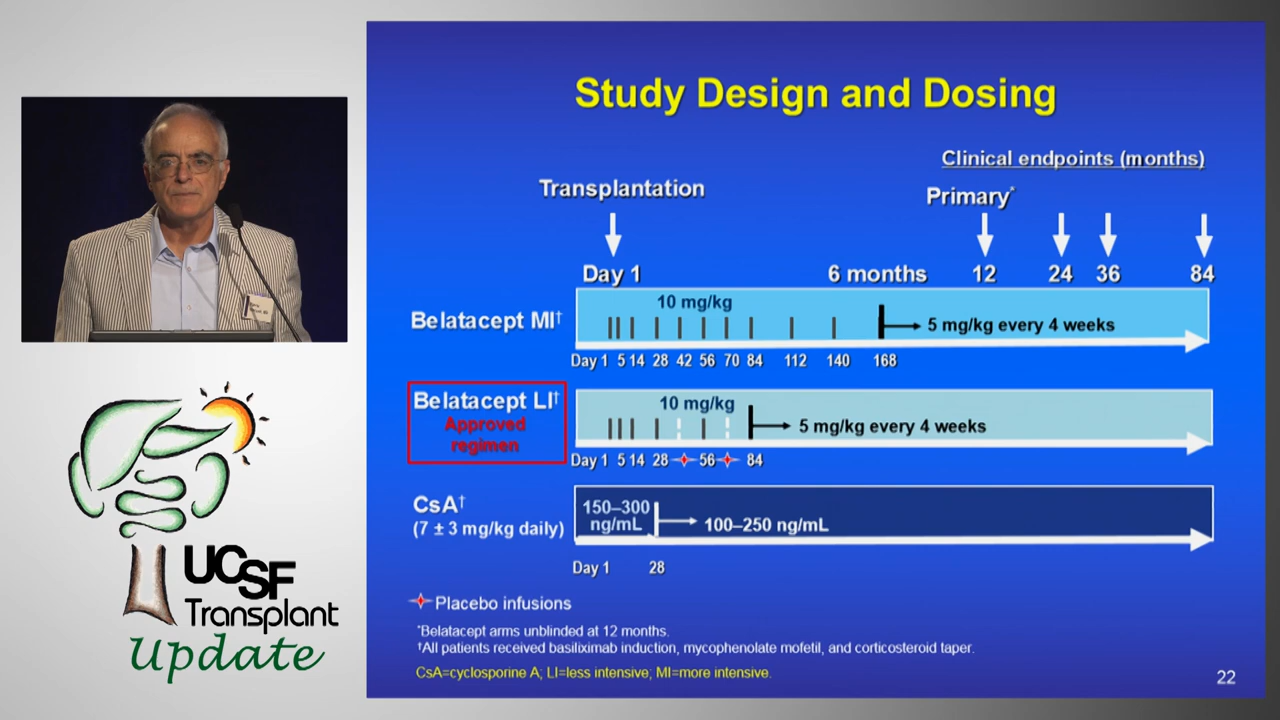 Study Design and Dosing
Clinical endpoints (months)
Transplantation
Primary*
Day 1
6 months
12
24
36
84
Belatacept MI†
10 mg/kg
5 mg/kg every 4 weeks
Day 1 5 14 28 42 56 70 84 112 140 168
Belatacept LI†
Approved
regimen
10 mg/kg
5 mg/kg every 4 weeks
Day 1 5 14 28 56 84
CsA†
(7 ± 3 mg/kg daily)
150–300
ng/mL
100–250 ng/mL
Day 1 28
Placebo infusions
*Belatacept arms unblinded at 12 months.
†All patients received basiliximab induction, mycophenolate mofetil, and corticosteroid taper.
CsA=cyclosporine A; LI=less intensive; MI=more intensive.
22
UCSF
Transplant
Update